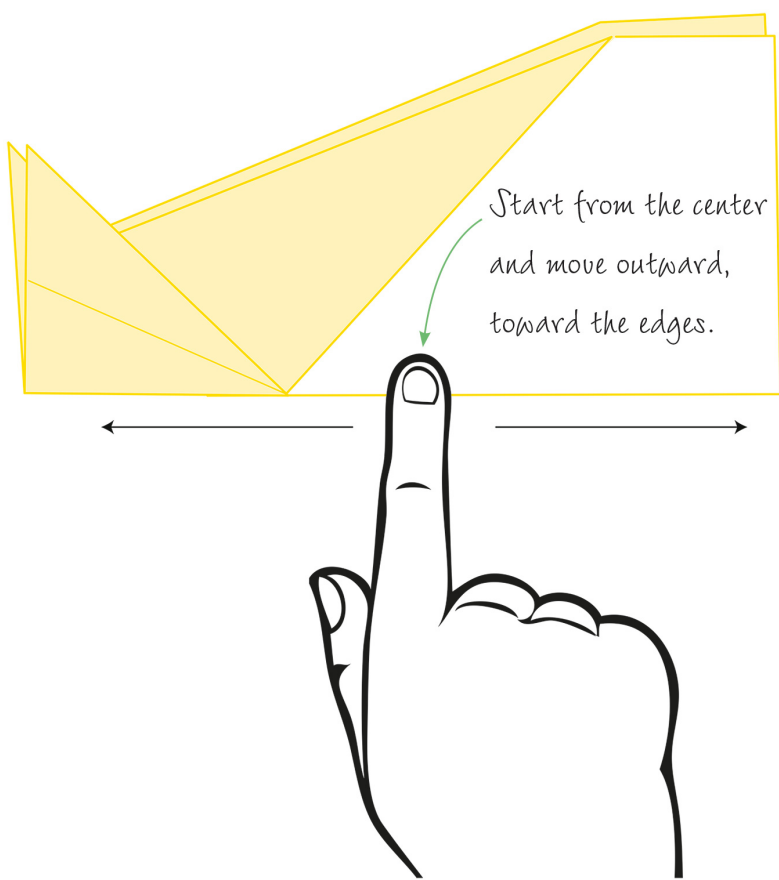 Start from the center
and move outward,
toward the edges.